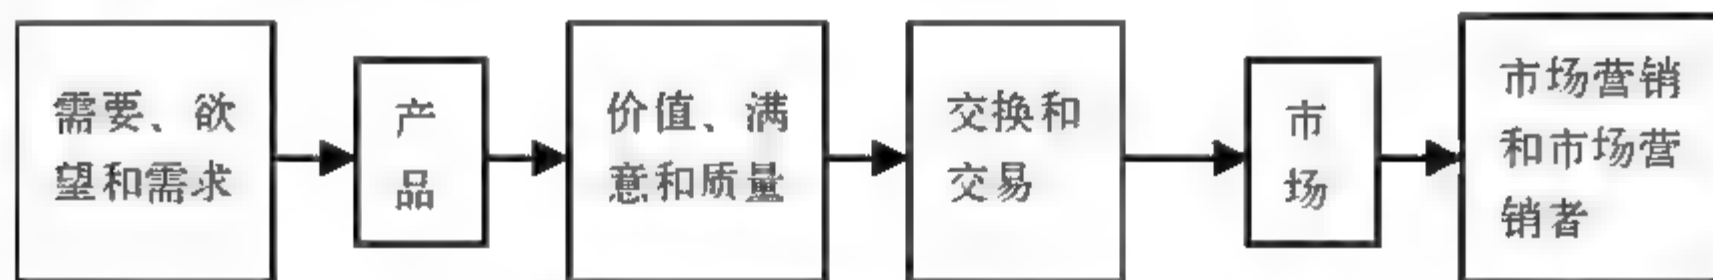 需要、欲
望和需求
产
品
价值、满
意和质量
交换和
交易
市
场
市场营销
和市场营
销者